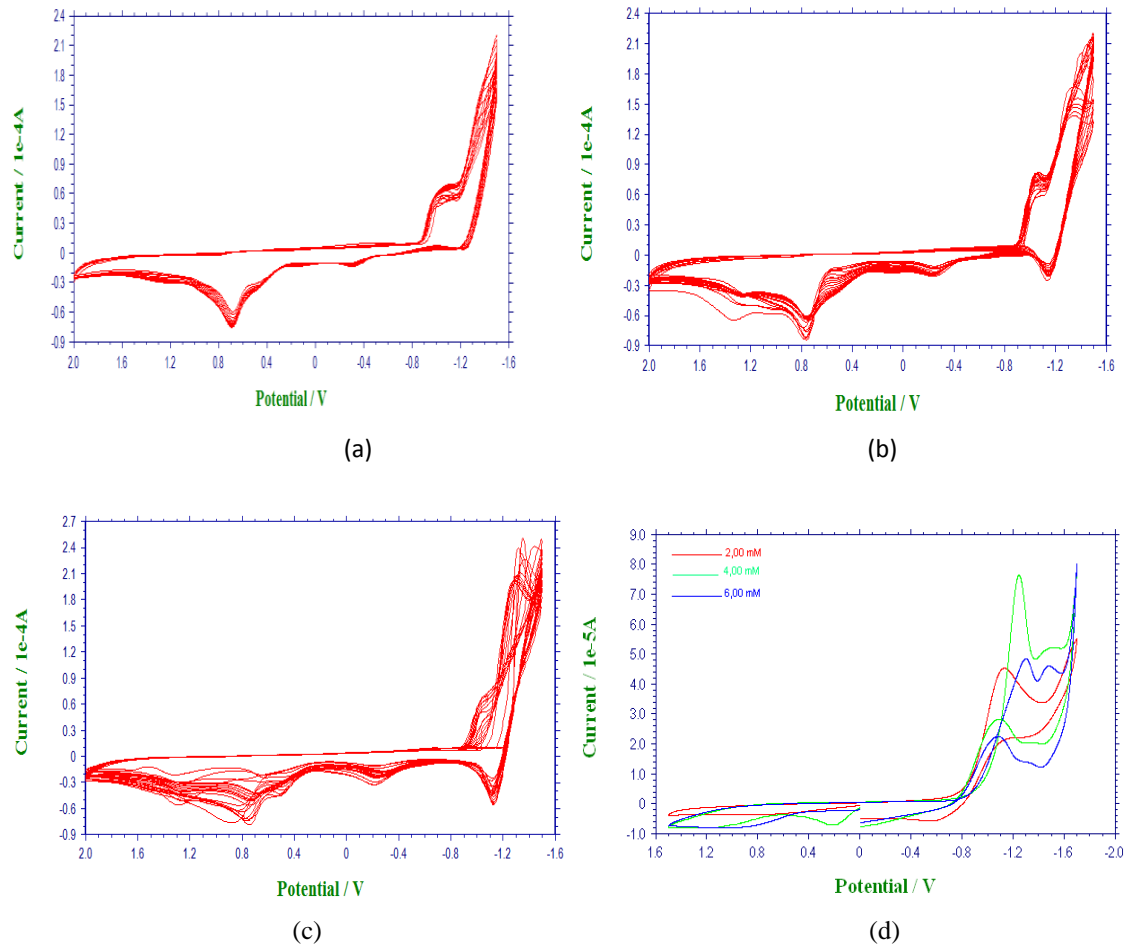 2.4
2.1
1.8
1.5
1.2
0.9
0.6
0.3
0
-0.3
-0.6
-0.9
2.0 1.6 1.2 0.8 0.4 0 -0.4 -0.8 -1.2 -1.6
Current / 1e-4A
Potential / V
(a)
2.4
2.1
1.8
1.5
1.2
0.9
0.6
0.3
0
-0.3
-0.6
-0.9
2.0 1.6 1.2 0.8 0.4 0 -0.4 -0.8 -1.2 -1.6
Current / 1e-4A
Potential / V
(b)
2.7
2.4
2.1
1.8
1.5
1.2
0.9
0.6
0.3
0
-0.3
-0.6
-0.9
2.0 1.6 1.2 0.8 0.4 0 -0.4 -0.8 -1.2 -1.6
Current / 1e-4A
Potential / V
(c)
9.0
8.0
7.0
6.0
5.0
4.0
3.0
2.0
1.0
0
-1.0
1.6 1.2 0.8 0.4 0 -0.4 -0.8 -1.2 -1.6 -2.0
2,00 mM
4,00 mM
6,00 mM
Current / 1e-5A
Potential / V
(d)